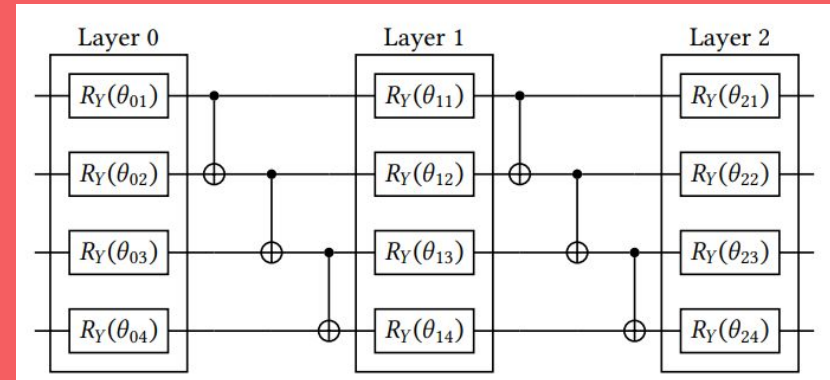 Layer 0 Layer 1 Layer 2
R_Y(θ_01) R_Y(θ_11) R_Y(θ_21)
R_Y(θ_02) R_Y(θ_12) R_Y(θ_22)
R_Y(θ_03) R_Y(θ_13) R_Y(θ_23)
R_Y(θ_04) R_Y(θ_14) R_Y(θ_24)